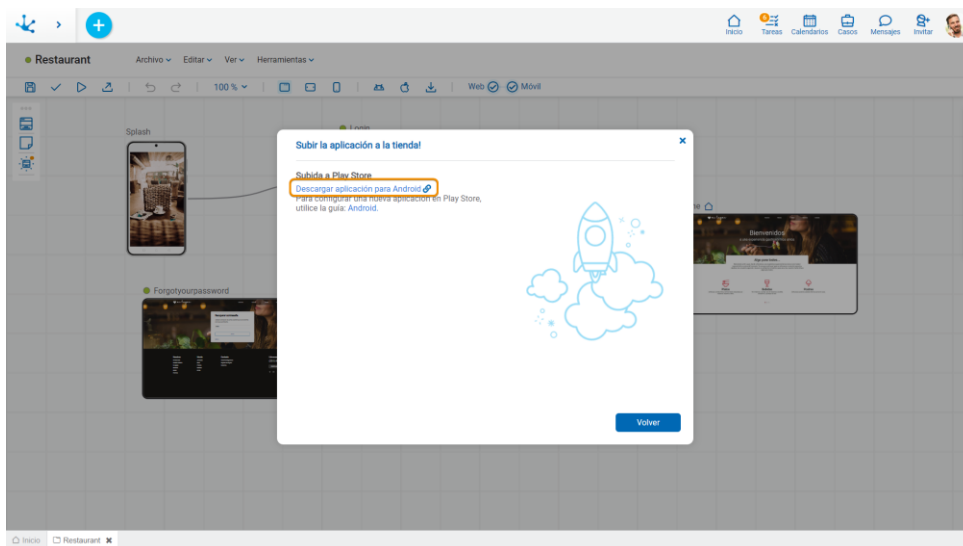 6
Inicio
Tareas
Calendarios
Casos
Mensajes
Invitar
Restaurant
Archivo
Editar
Ver
Herramientas
100 %
Web
Móvil
Splash
Login
Subir la aplicación a la tienda!
Subida a Play Store
Descargar aplicación para Android
Para configurar una nueva aplicación en Play Store,
utilice la guía: Android.
Bienvenidos
Forgotyourpassword
Volver
Inicio
Restaurant